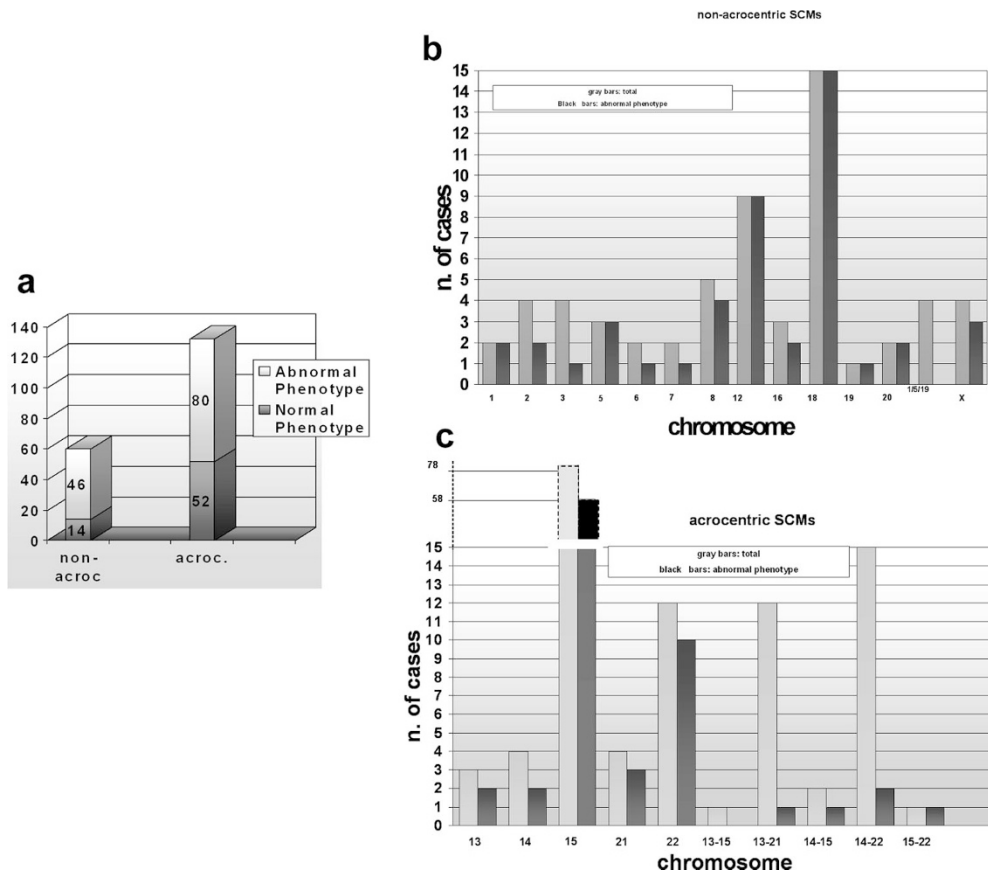 non-acrocentric SCMs
b
15
14
13
12
11
10
9
8
7
6
5
4
3
2
1
0
n. of cases
gray bars: total
Black bars: abnormal phenotype
1 2 3 5 6 7 8 12 16 18 19 20 1/5/19 X
chromosome
a
140
120
100
80
60
40
20
0
46
14
80
52
non-acroc
acroc.
Abnormal Phenotype
Normal Phenotype
c
78
58
acrocentric SCMs
15
14
13
12
11
10
9
8
7
6
5
4
3
2
1
0
n. of cases
gray bars: total
black bars: abnormal phenotype
13 14 15 21 22 13-15 13-21 14-15 14-22 15-22
chromosome